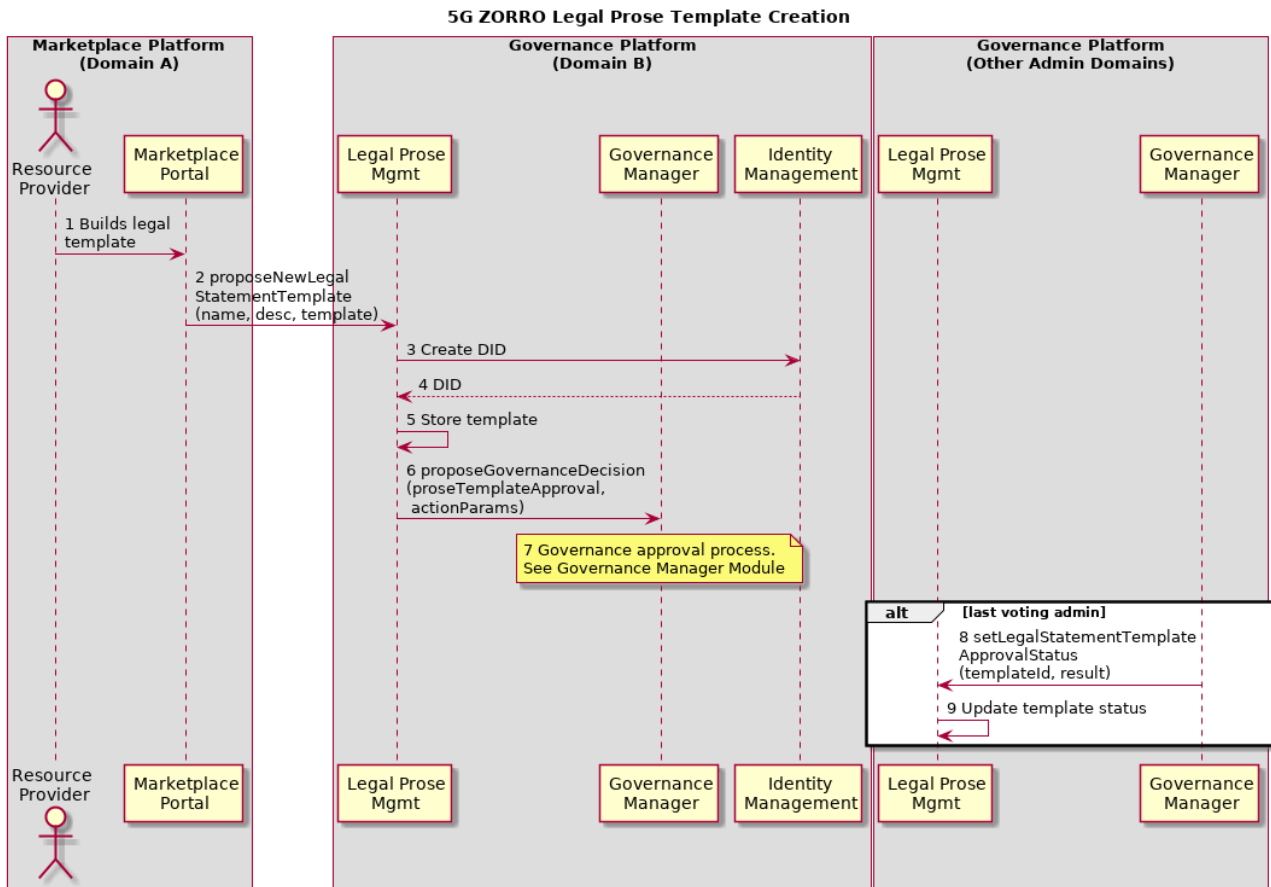 5G ZORRO Legal Prose Template Creation
Marketplace Platform
(Domain A)
Governance Platform
(Domain B)
Governance Platform
(Other Admin Domains)
Resource
Provider
Marketplace
Portal
Legal Prose
Mgmt
Governance
Manager
Identity
Management
Legal Prose
Mgmt
Governance
Manager
1 Builds legal
template
2 proposeNewLegal
StatementTemplate
(name, desc, template)
3 Create DID
4 DID
5 Store template
6 proposeGovernanceDecision
(proseTemplateApproval,
actionParams)
7 Governance approval process.
See Governance Manager Module
alt [last voting admin]
8 setLegalStatementTemplate
ApprovalStatus
(templateId, result)
9 Update template status
Resource
Provider
Marketplace
Portal
Legal Prose
Mgmt
Governance
Manager
Identity
Management
Legal Prose
Mgmt
Governance
Manager